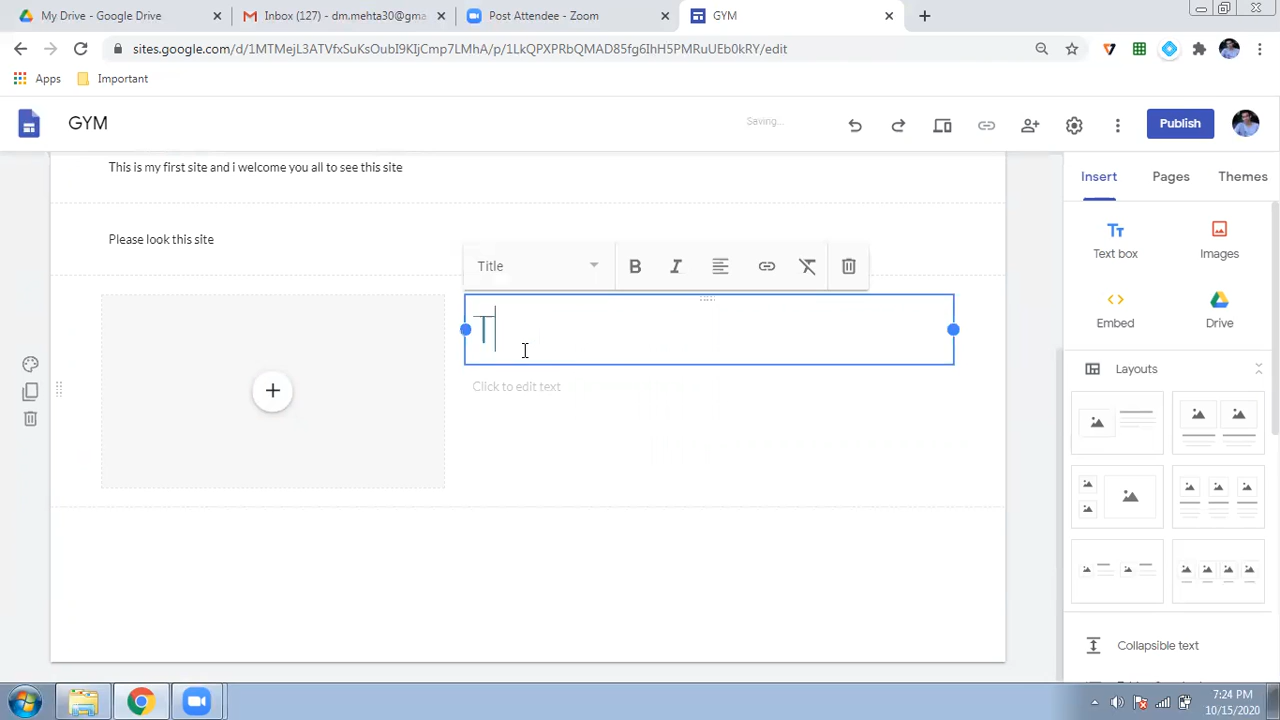 My Drive - Google Drive
Inbox (127) - dm.mehta30@gm
Post Attendee - Zoom
GYM
sites.google.com/d/1MTMejL3ATVfxSuKsOubI9KIjCmp7LMhA/p/1LkQPXPRbQMAD85fg6IhH5PMRuUEb0kRY/edit
Apps
Important
GYM
Saving...
Publish
This is my first site and i welcome you all to see this site
Insert
Pages
Themes
Please look this site
Title
Text box
Images
T
Embed
Drive
Click to edit text
Layouts
Collapsible text
7:24 PM
10/15/2020